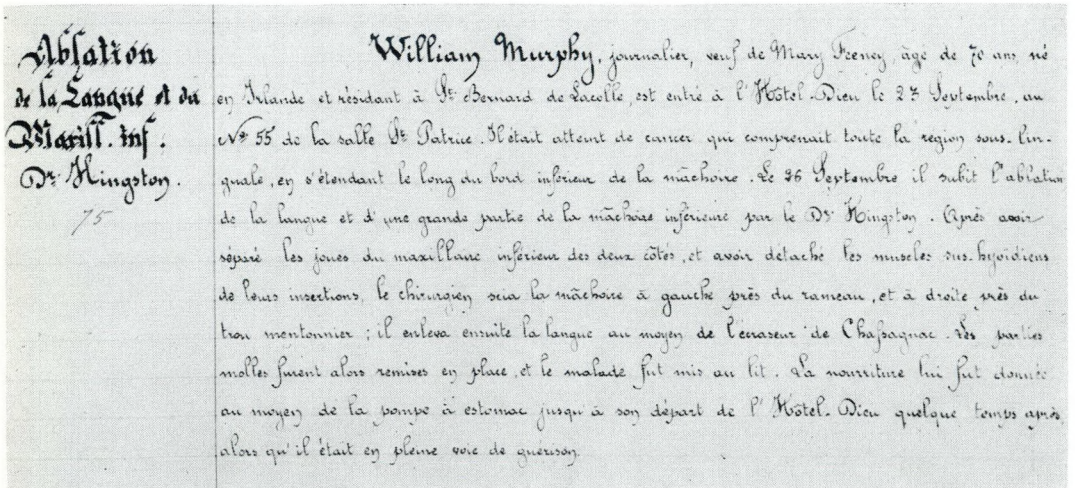 Ablation
de la Langue et du
Maxill. inf.
Dr. Hingston.
75
William Murphy, journalier, veuf de Mary Feeney, âgé de 70 ans, né
en Irlande et résidant à St. Bernard de Lacolle, est entré à l'Hôtel-Dieu le 23 Septembre, au
No. 55 de la salle St. Patrice. Il était atteint de cancer qui comprenait toute la region sous-lin-
guale, en s'étendant le long du bord inférieur de la mâchoire. Le 26 Septembre il subit l'ablation
de la langue et d'une grande partie de la mâchoire inférieure par le Dr Hingston. Après avoir
séparé les joues du maxillaire inférieur des deux côtés, et avoir détaché les muscles sus-hyoidiens
de leurs insertions, le chirurgien scia la mâchoire à gauche près du rameau, et à droite près du
trou mentonnier ; il enleva ensuite la langue au moyen de l'écraseur de Chassagnac. Les parties
molles furent alors remises en place, et le malade fut mis au lit. La nourriture lui fut donnée
au moyen de la pompe à estomac jusqu'à son départ de l'Hôtel-Dieu quelque temps après
alors qu'il était en pleine voie de guérison.